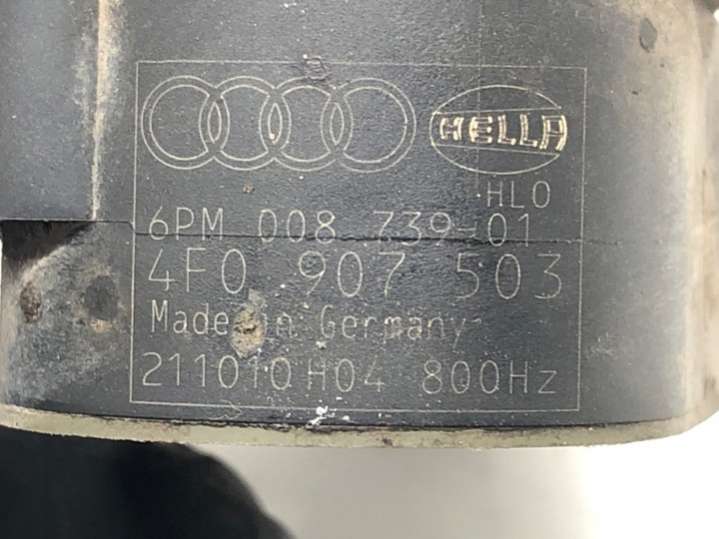 HELLA
HLO
6PM 008 739-01
4F0 907 503
Made in Germany
211010 H04 800Hz